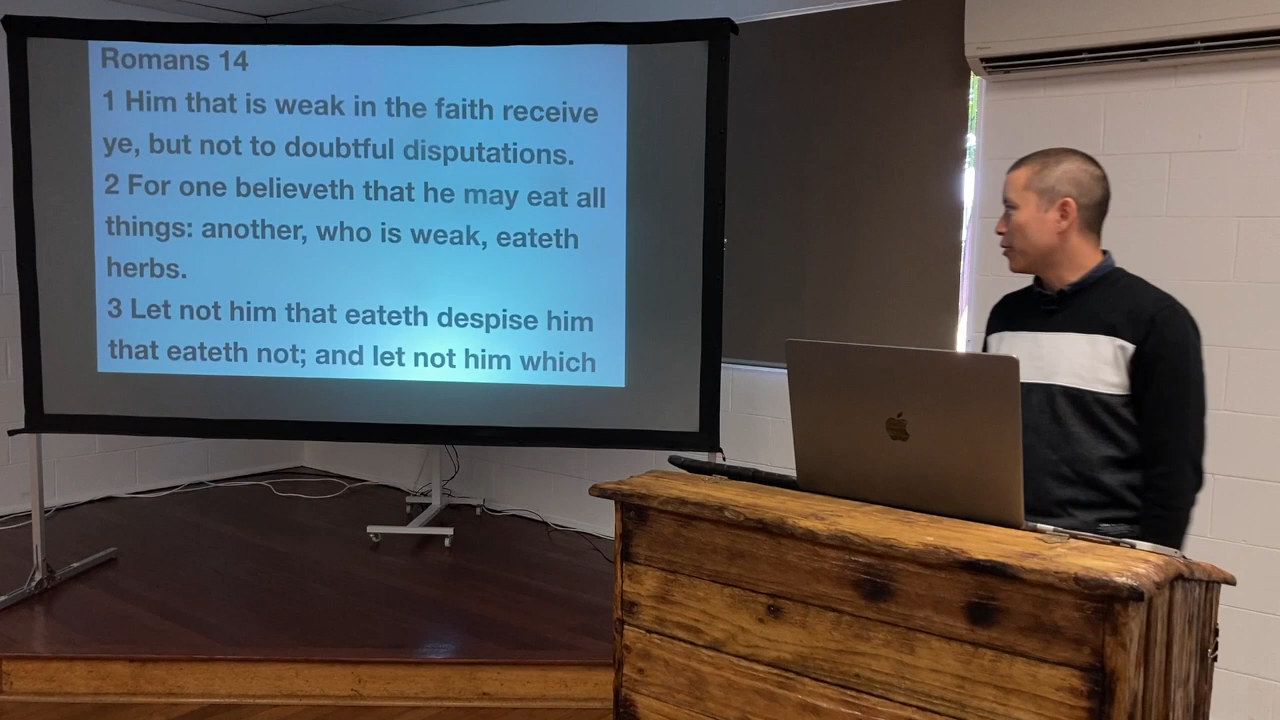 Romans 14
1 Him that is weak in the faith receive
ye, but not to doubtful disputations.
2 For one believeth that he may eat all
things: another, who is weak, eateth
herbs.
3 Let not him that eateth despise him
that eateth not; and let not him which